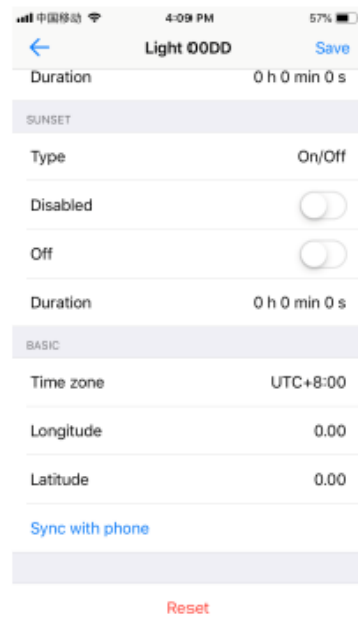 中国移动 4:09 PM 57%
Light 00DD Save
Duration 0 h 0 min 0 s
SUNSET
Type On/Off
Disabled
Off
Duration 0 h 0 min 0 s
BASIC
Time zone UTC+8:00
Longitude 0.00
Latitude 0.00
Sync with phone
Reset